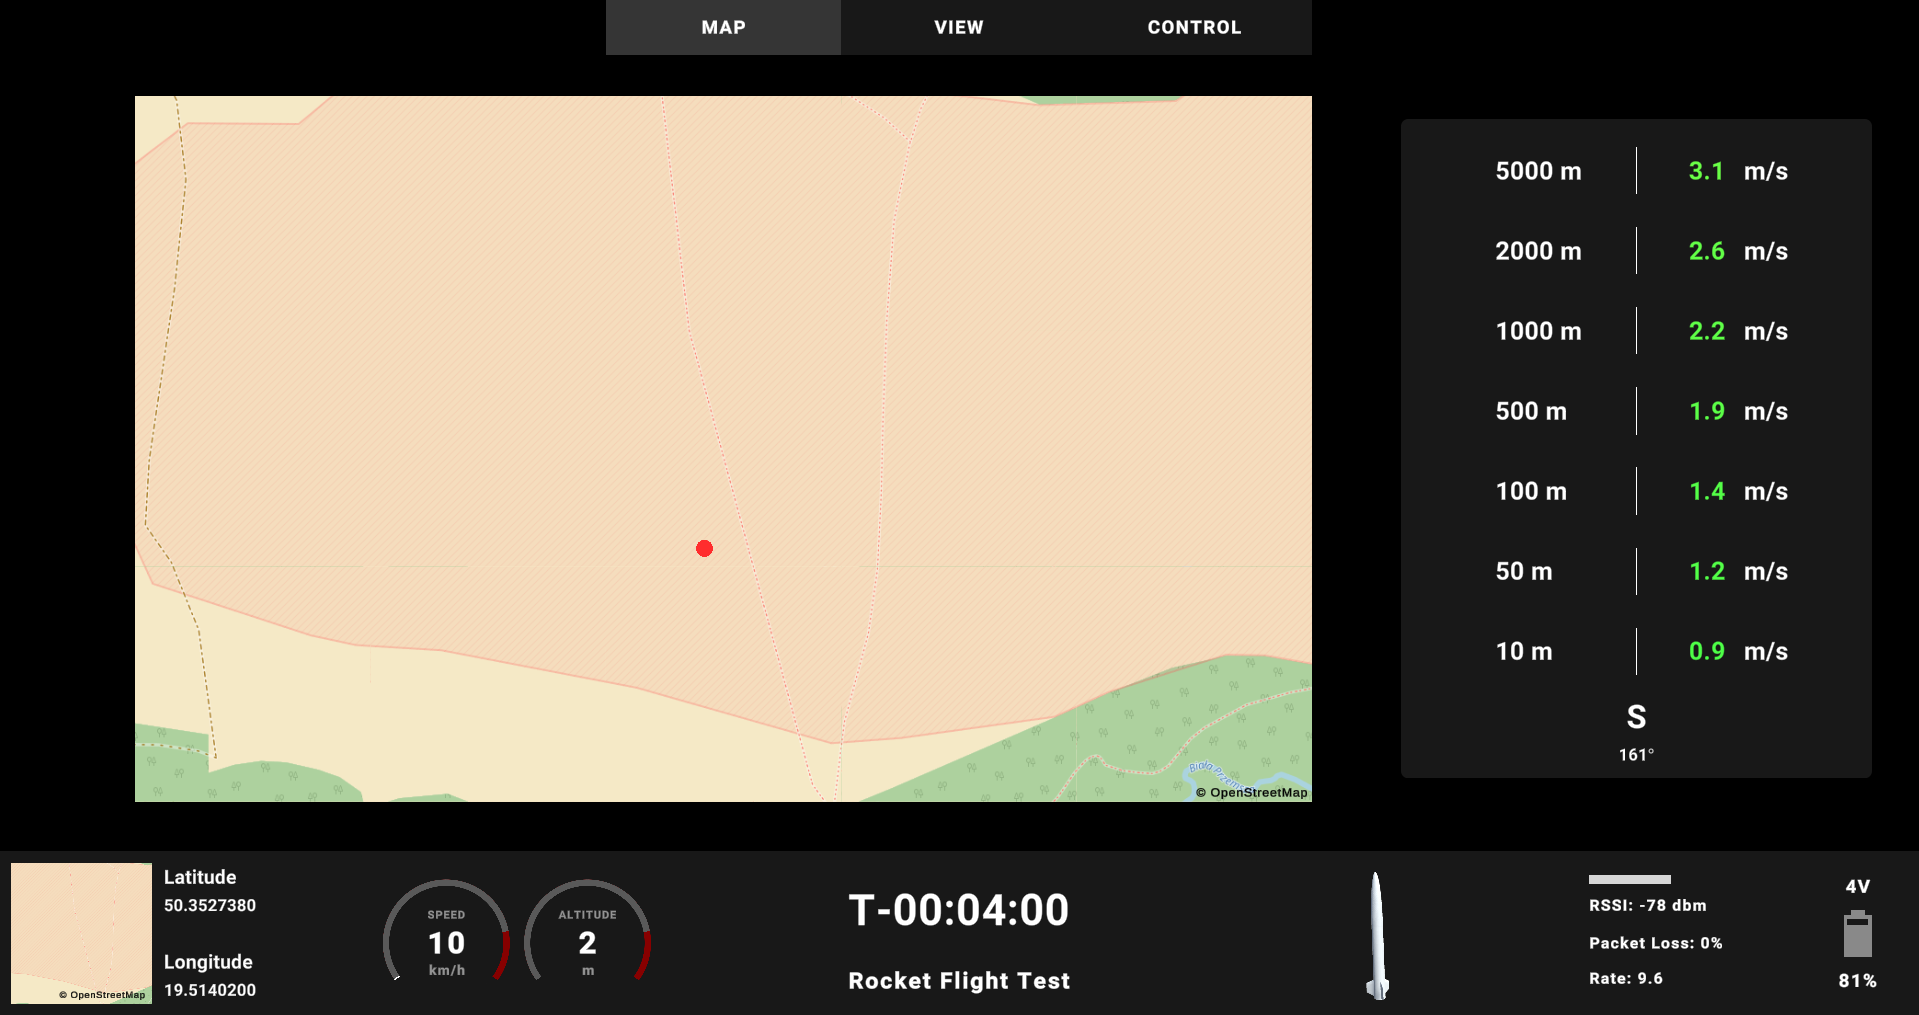 MAP VIEW CONTROL
5000 m 3.1 m/s
2000 m 2.6 m/s
1000 m 2.2 m/s
500 m 1.9 m/s
100 m 1.4 m/s
50 m 1.2 m/s
10 m 0.9 m/s
S
161°
Biała
© OpenStreetMap
© OpenStreetMap
Latitude
50.3527380
Longitude
19.5140200
SPEED
10
km/h
ALTITUDE
2
m
T-00:04:00
Rocket Flight Test
RSSI: -78 dbm
Packet Loss: 0%
Rate: 9.6
4V
81%